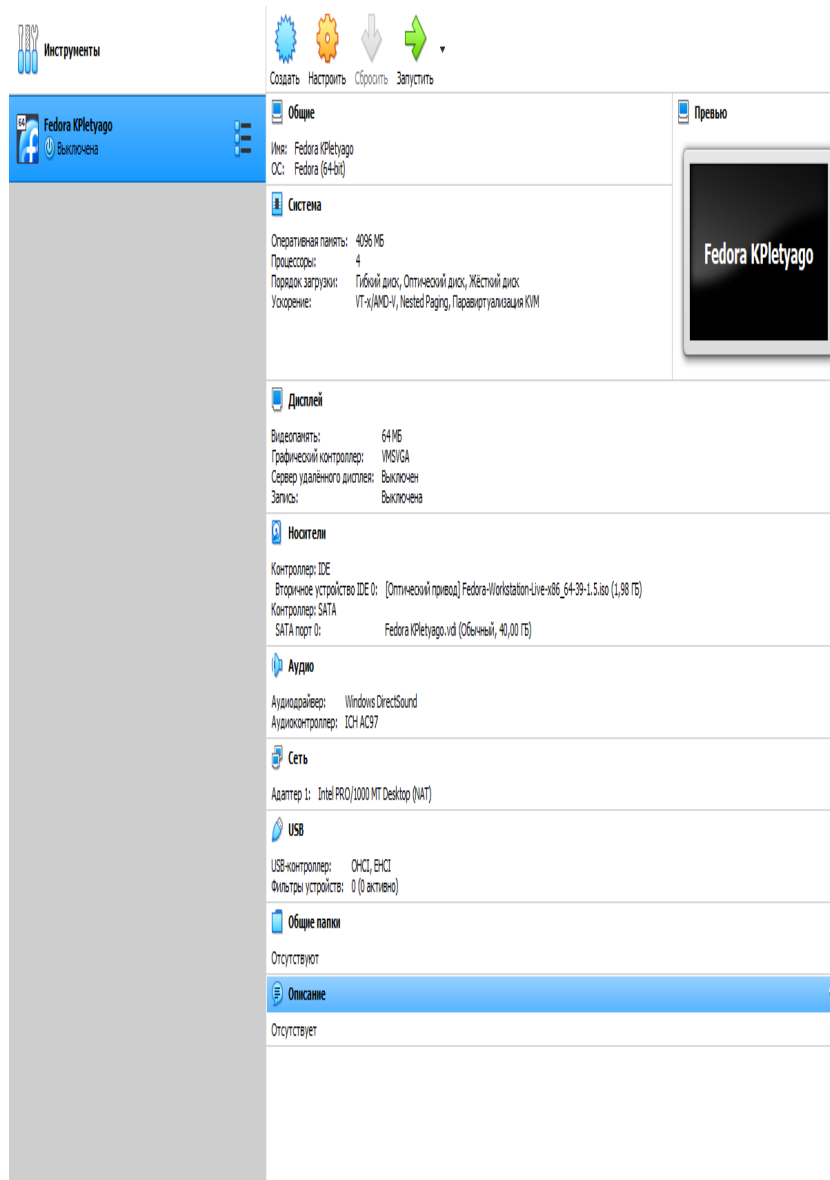 Инструменты
Создать Настроить Сбросить Запустить
64
Fedora KPletyago
Выключена
Общие
Имя: Fedora KPletyago
ОС: Fedora (64-bit)
Превью
Fedora KPletyago
Система
Оперативная память: 4096 МБ
Процессоры: 4
Порядок загрузки: Гибкий диск, Оптический диск, Жёсткий диск
Ускорение: VT-x/AMD-V, Nested Paging, Паравиртуализация KVM
Дисплей
Видеопамять: 64 МБ
Графический контроллер: VMSVGA
Сервер удалённого дисплея: Выключен
Запись: Выключена
Носители
Контроллер: IDE
Вторичное устройство IDE 0: [Оптический привод] Fedora-Workstation-Live-x86_64-39-1.5.iso (1,98 ГБ)
Контроллер: SATA
SATA порт 0: Fedora KPletyago.vdi (Обычный, 40,00 ГБ)
Аудио
Аудиодрайвер: Windows DirectSound
Аудиоконтроллер: ICH AC97
Сеть
Адаптер 1: Intel PRO/1000 MT Desktop (NAT)
USB
USB-контроллер: OHCI, EHCI
Фильтры устройств: 0 (0 активно)
Общие папки
Отсутствуют
Описание
Отсутствует